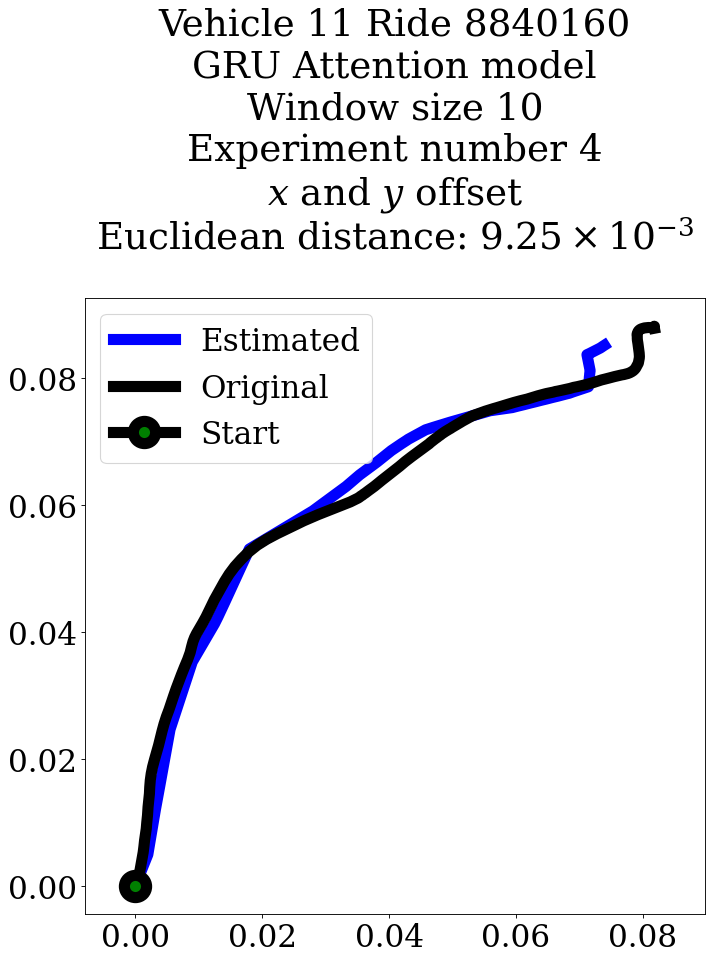 Vehicle 11 Ride 8840160
GRU Attention model
Window size 10
Experiment number 4
x and y offset
Euclidean distance: 9.25 × 10⁻³
Estimated
Original
Start
0.08
0.06
0.04
0.02
0.00
0.00 0.02 0.04 0.06 0.08